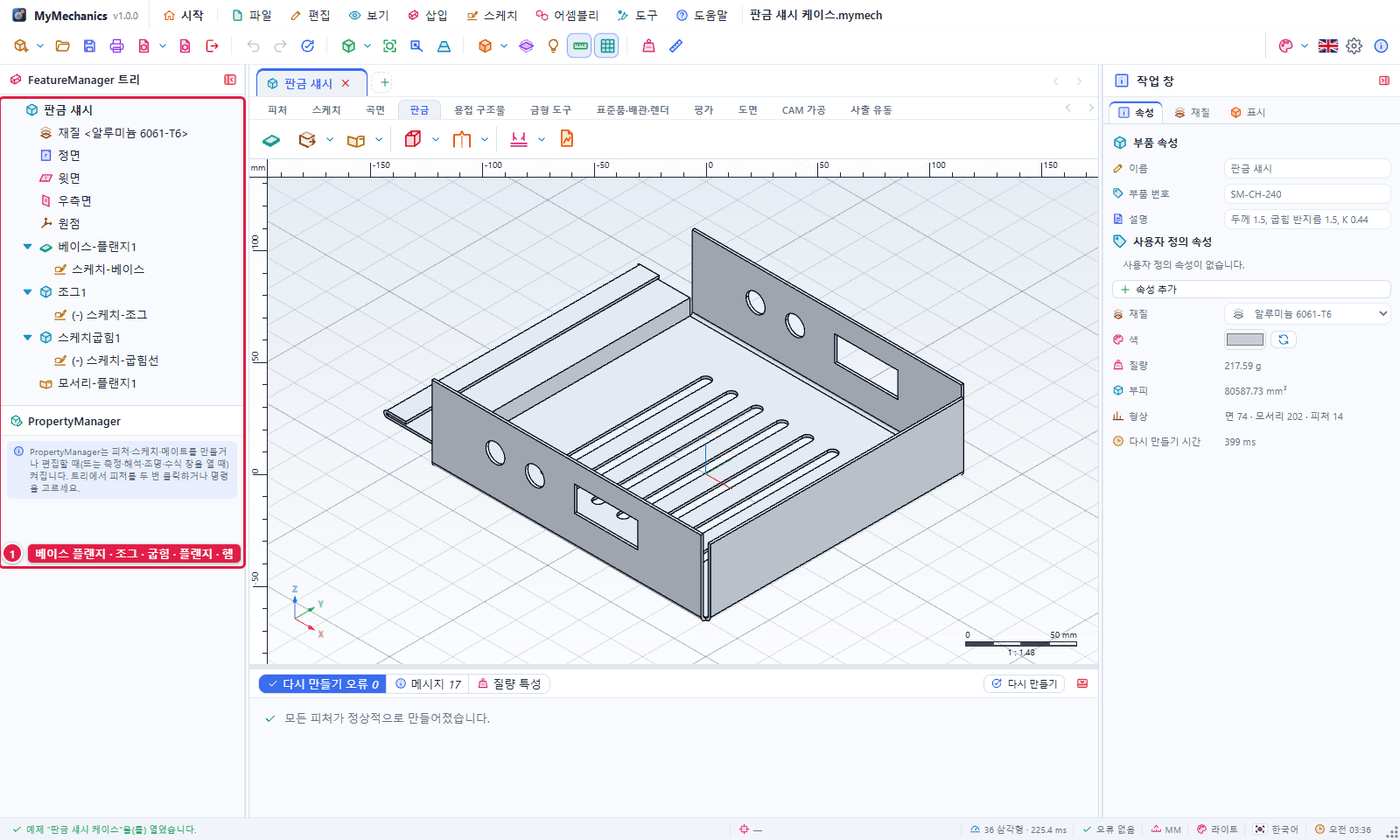 MyMechanics v1.0.0
시작
파일
편집
보기
삽입
스케치
어셈블리
도구
도움말
판금 섀시 케이스.mymech
FeatureManager 트리
판금 섀시
재질 <알루미늄 6061-T6>
정면
윗면
우측면
원점
베이스-플랜지1
스케치-베이스
조그1
(-) 스케치-조그
스케치굽힘1
(-) 스케치-굽힘선
모서리-플랜지1
PropertyManager
PropertyManager는 피처·스케치·메이트를 만들거
나 편집할 때(또는 측정·해석·조명·수식 창을 열 때)
켜집니다. 트리에서 피처를 두 번 클릭하거나 명령
을 고르세요.
1 베이스 플랜지 · 조그 · 굽힘 · 플랜지 · 헴
판금 섀시
피처
스케치
곡면
판금
용접 구조물
금형 도구
표준품·배관·렌더
평가
도면
CAM 가공
사출 유동
mm
-150
-100
-50
0
50
100
150
100
50
0
-50
Z
Y
X
0
50 mm
1 : 1.48
다시 만들기 오류 0
메시지 17
질량 특성
다시 만들기
모든 피처가 정상적으로 만들어졌습니다.
작업 창
속성
재질
표시
부품 속성
이름
판금 섀시
부품 번호
SM-CH-240
설명
두께 1.5, 굽힘 반지름 1.5, K 0.44
사용자 정의 속성
사용자 정의 속성이 없습니다.
속성 추가
재질
알루미늄 6061-T6
색
질량
217.59 g
부피
80587.73 mm³
형상
면 74 · 모서리 202 · 피처 14
다시 만들기 시간
399 ms
예제 "판금 섀시 케이스"을(를) 열었습니다.
—
36 삼각형 · 225.4 ms
오류 없음
MM
라이트
한국어
오전 03:36